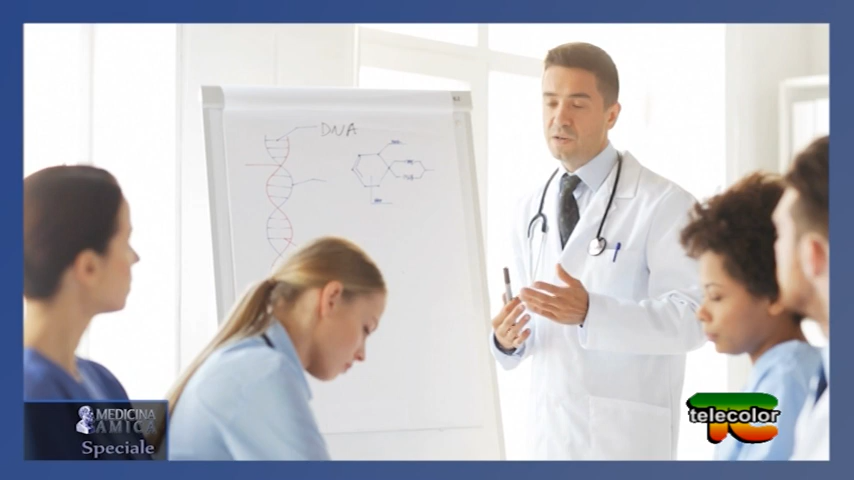 DNA
MEDICINA
AMICA
Speciale
telecolor